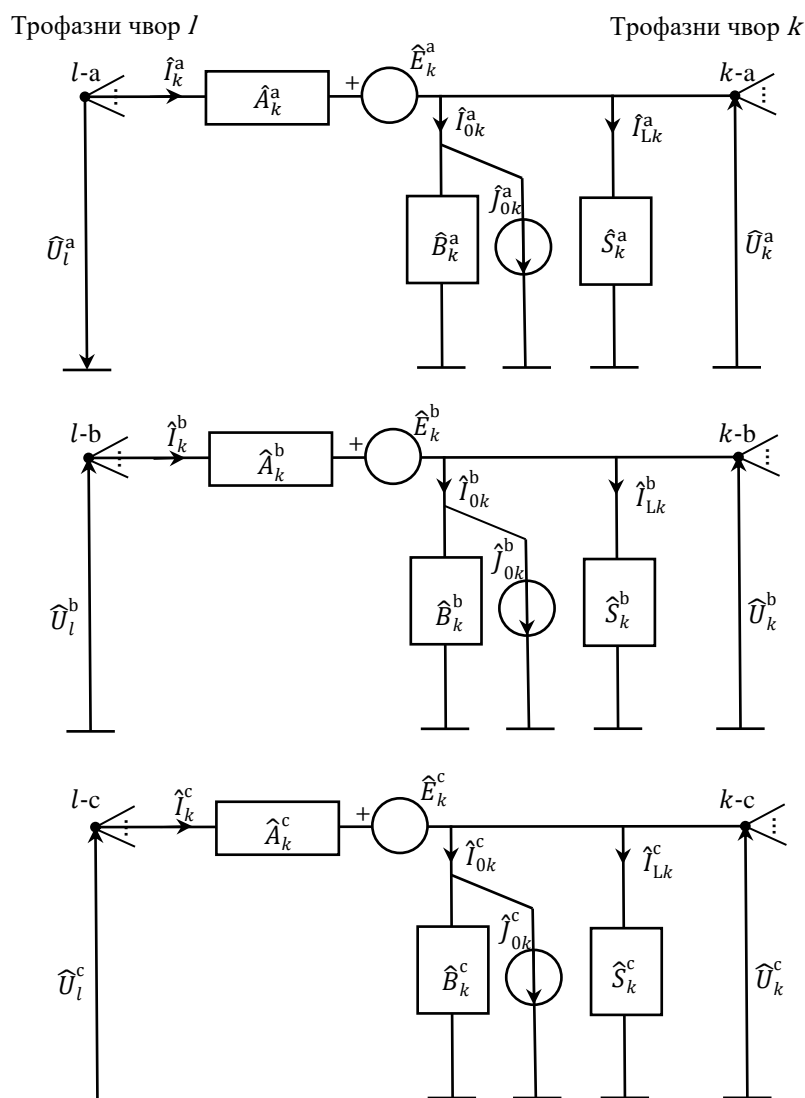 Трофазни чвор l Трофазни чвор k
l-a Î_k^a Â_k^a + Ê_k^a k-a
Î_0k^a Î_Lk^a
Û_l^a B̂_k^a Ĵ_0k^a Ŝ_k^a Û_k^a
l-b Î_k^b Â_k^b + Ê_k^b k-b
Î_0k^b Î_Lk^b
Û_l^b B̂_k^b Ĵ_0k^b Ŝ_k^b Û_k^b
l-c Î_k^c Â_k^c + Ê_k^c k-c
Î_0k^c Î_Lk^c
Û_l^c B̂_k^c Ĵ_0k^c Ŝ_k^c Û_k^c